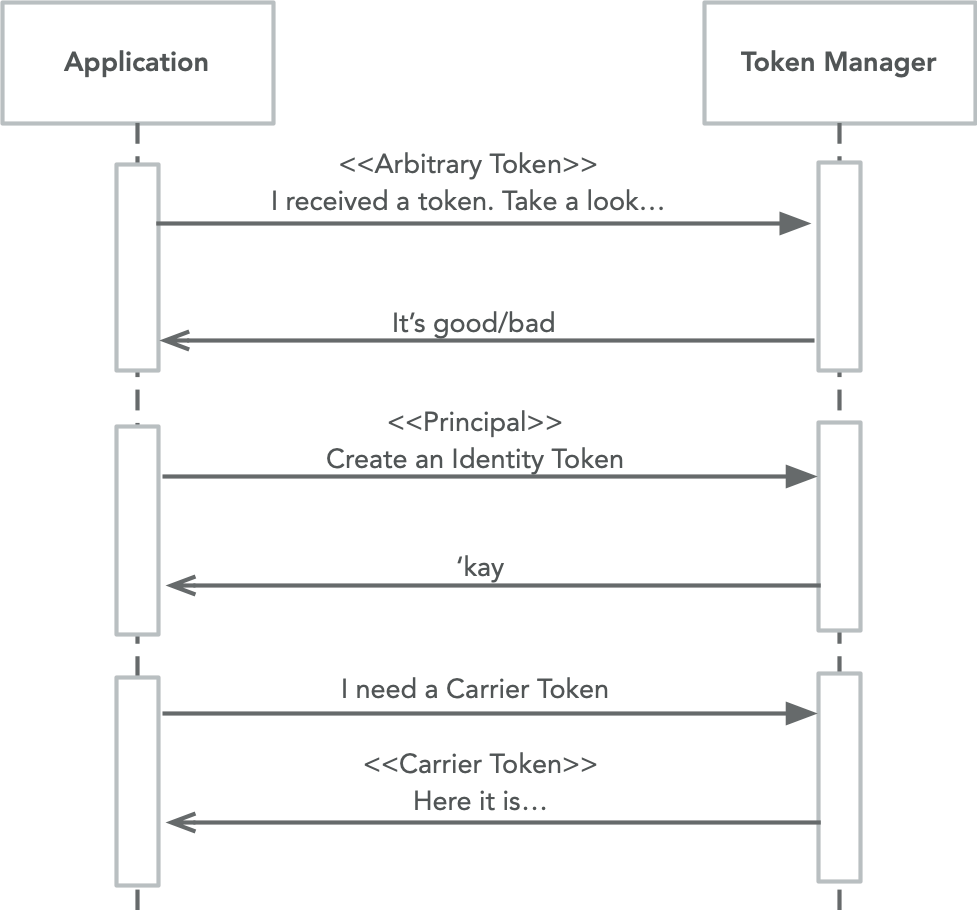 Application
Token Manager
<<Arbitrary Token>>
I received a token. Take a look…
It’s good/bad
<<Principal>>
Create an Identity Token
‘kay
I need a Carrier Token
<<Carrier Token>>
Here it is…